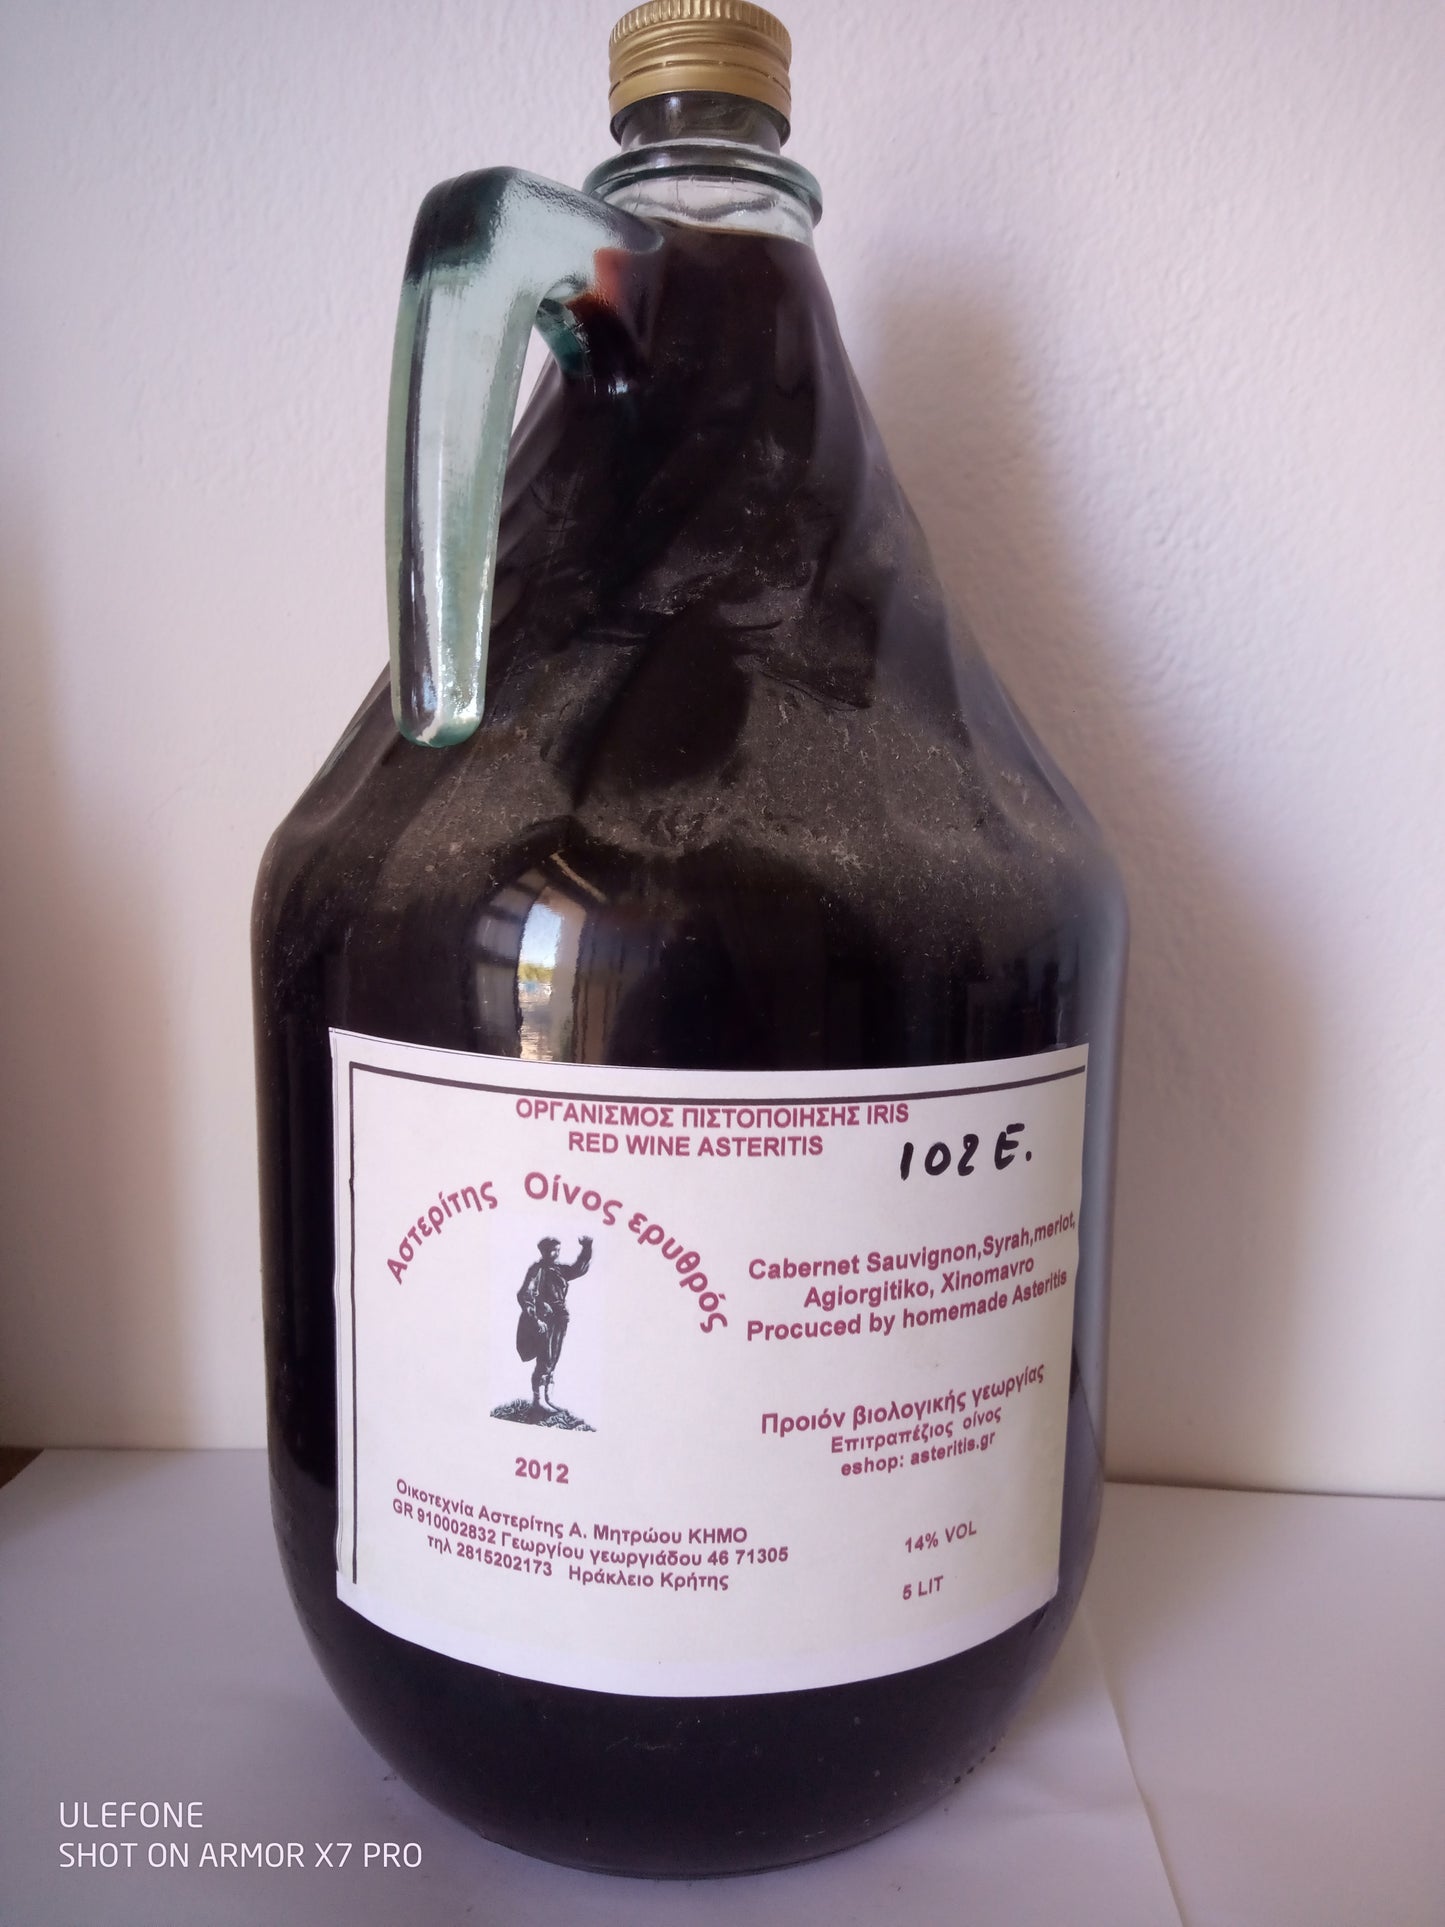 ΟΡΓΑΝΙΣΜΟΣ ΠΙΣΤΟΠΟΙΗΣΗΣ IRIS
RED WINE ASTERITIS
102 E.
Αστερίτης Οίνος ερυθρός
Cabernet Sauvignon,Syrah,merlot,
Agiorgitiko, Xinomavro
Procuced by homemade Asteritis
Προιόν βιολογικής γεωργίας
Επιτραπέζιος οίνος
eshop: asteritis.gr
2012
Οικοτεχνία Αστερίτης Α. Μητρώου ΚΗΜΟ
GR 910002832 Γεωργίου γεωργιάδου 46 71305
τηλ 2815202173 Ηράκλειο Κρήτης
14% VOL
5 LIT
ULEFONE
SHOT ON ARMOR X7 PRO